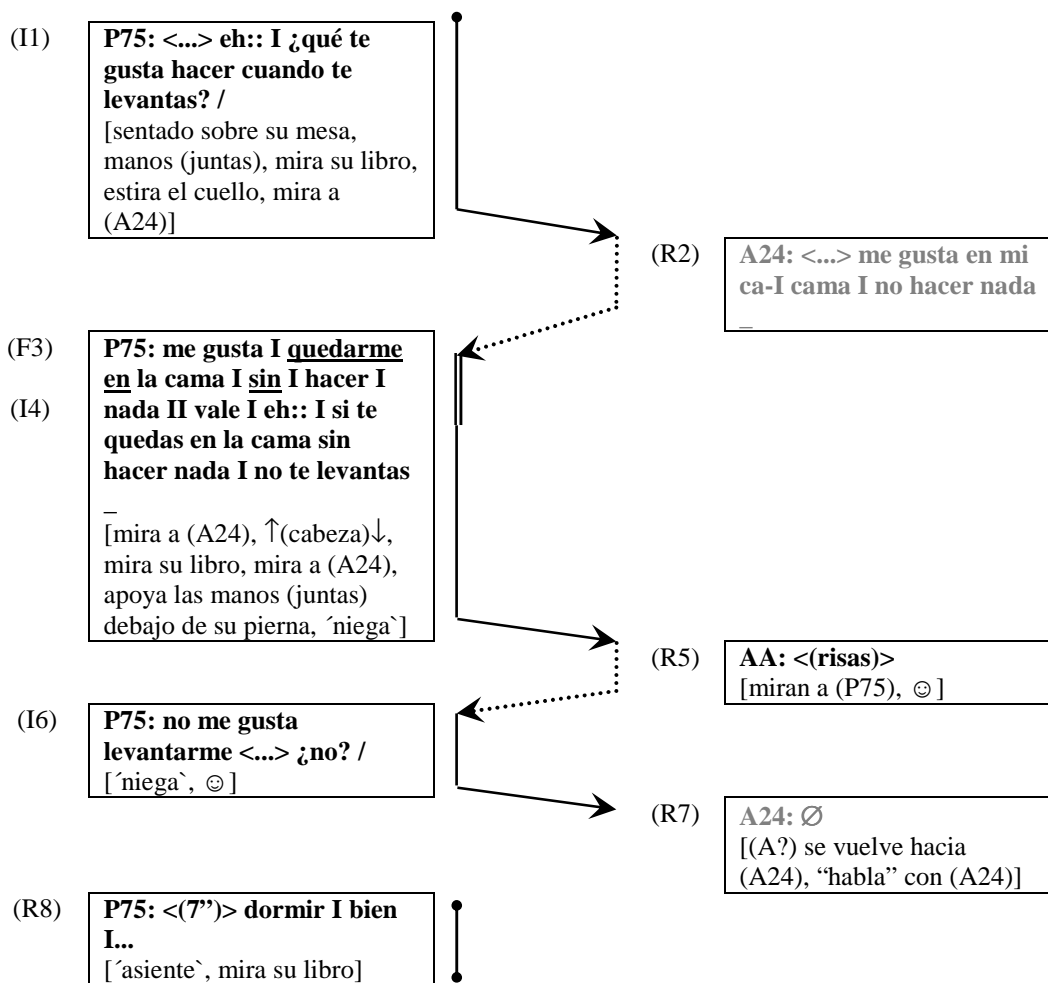 (I1)
P75: <...> eh:: I ¿qué te
gusta hacer cuando te
levantas? /
[sentado sobre su mesa,
manos (juntas), mira su libro,
estira el cuello, mira a
(A24)]
(R2)
A24: <...> me gusta en mi
ca-I cama I no hacer nada
_
(F3)
P75: me gusta I quedarme
en la cama I sin I hacer I
(I4)
nada II vale I eh:: I si te
quedas en la cama sin
hacer nada I no te levantas
_
[mira a (A24), ↑(cabeza)↓,
mira su libro, mira a (A24),
apoya las manos (juntas)
debajo de su pierna, ´niega`]
(R5)
AA: <(risas)>
[miran a (P75), ☺]
(I6)
P75: no me gusta
levantarme <...> ¿no? /
[´niega`, ☺]
(R7)
A24: ∅
[(A?) se vuelve hacia
(A24), “habla” con (A24)]
(R8)
P75: <(7”)> dormir I bien
I...
[´asiente`, mira su libro]